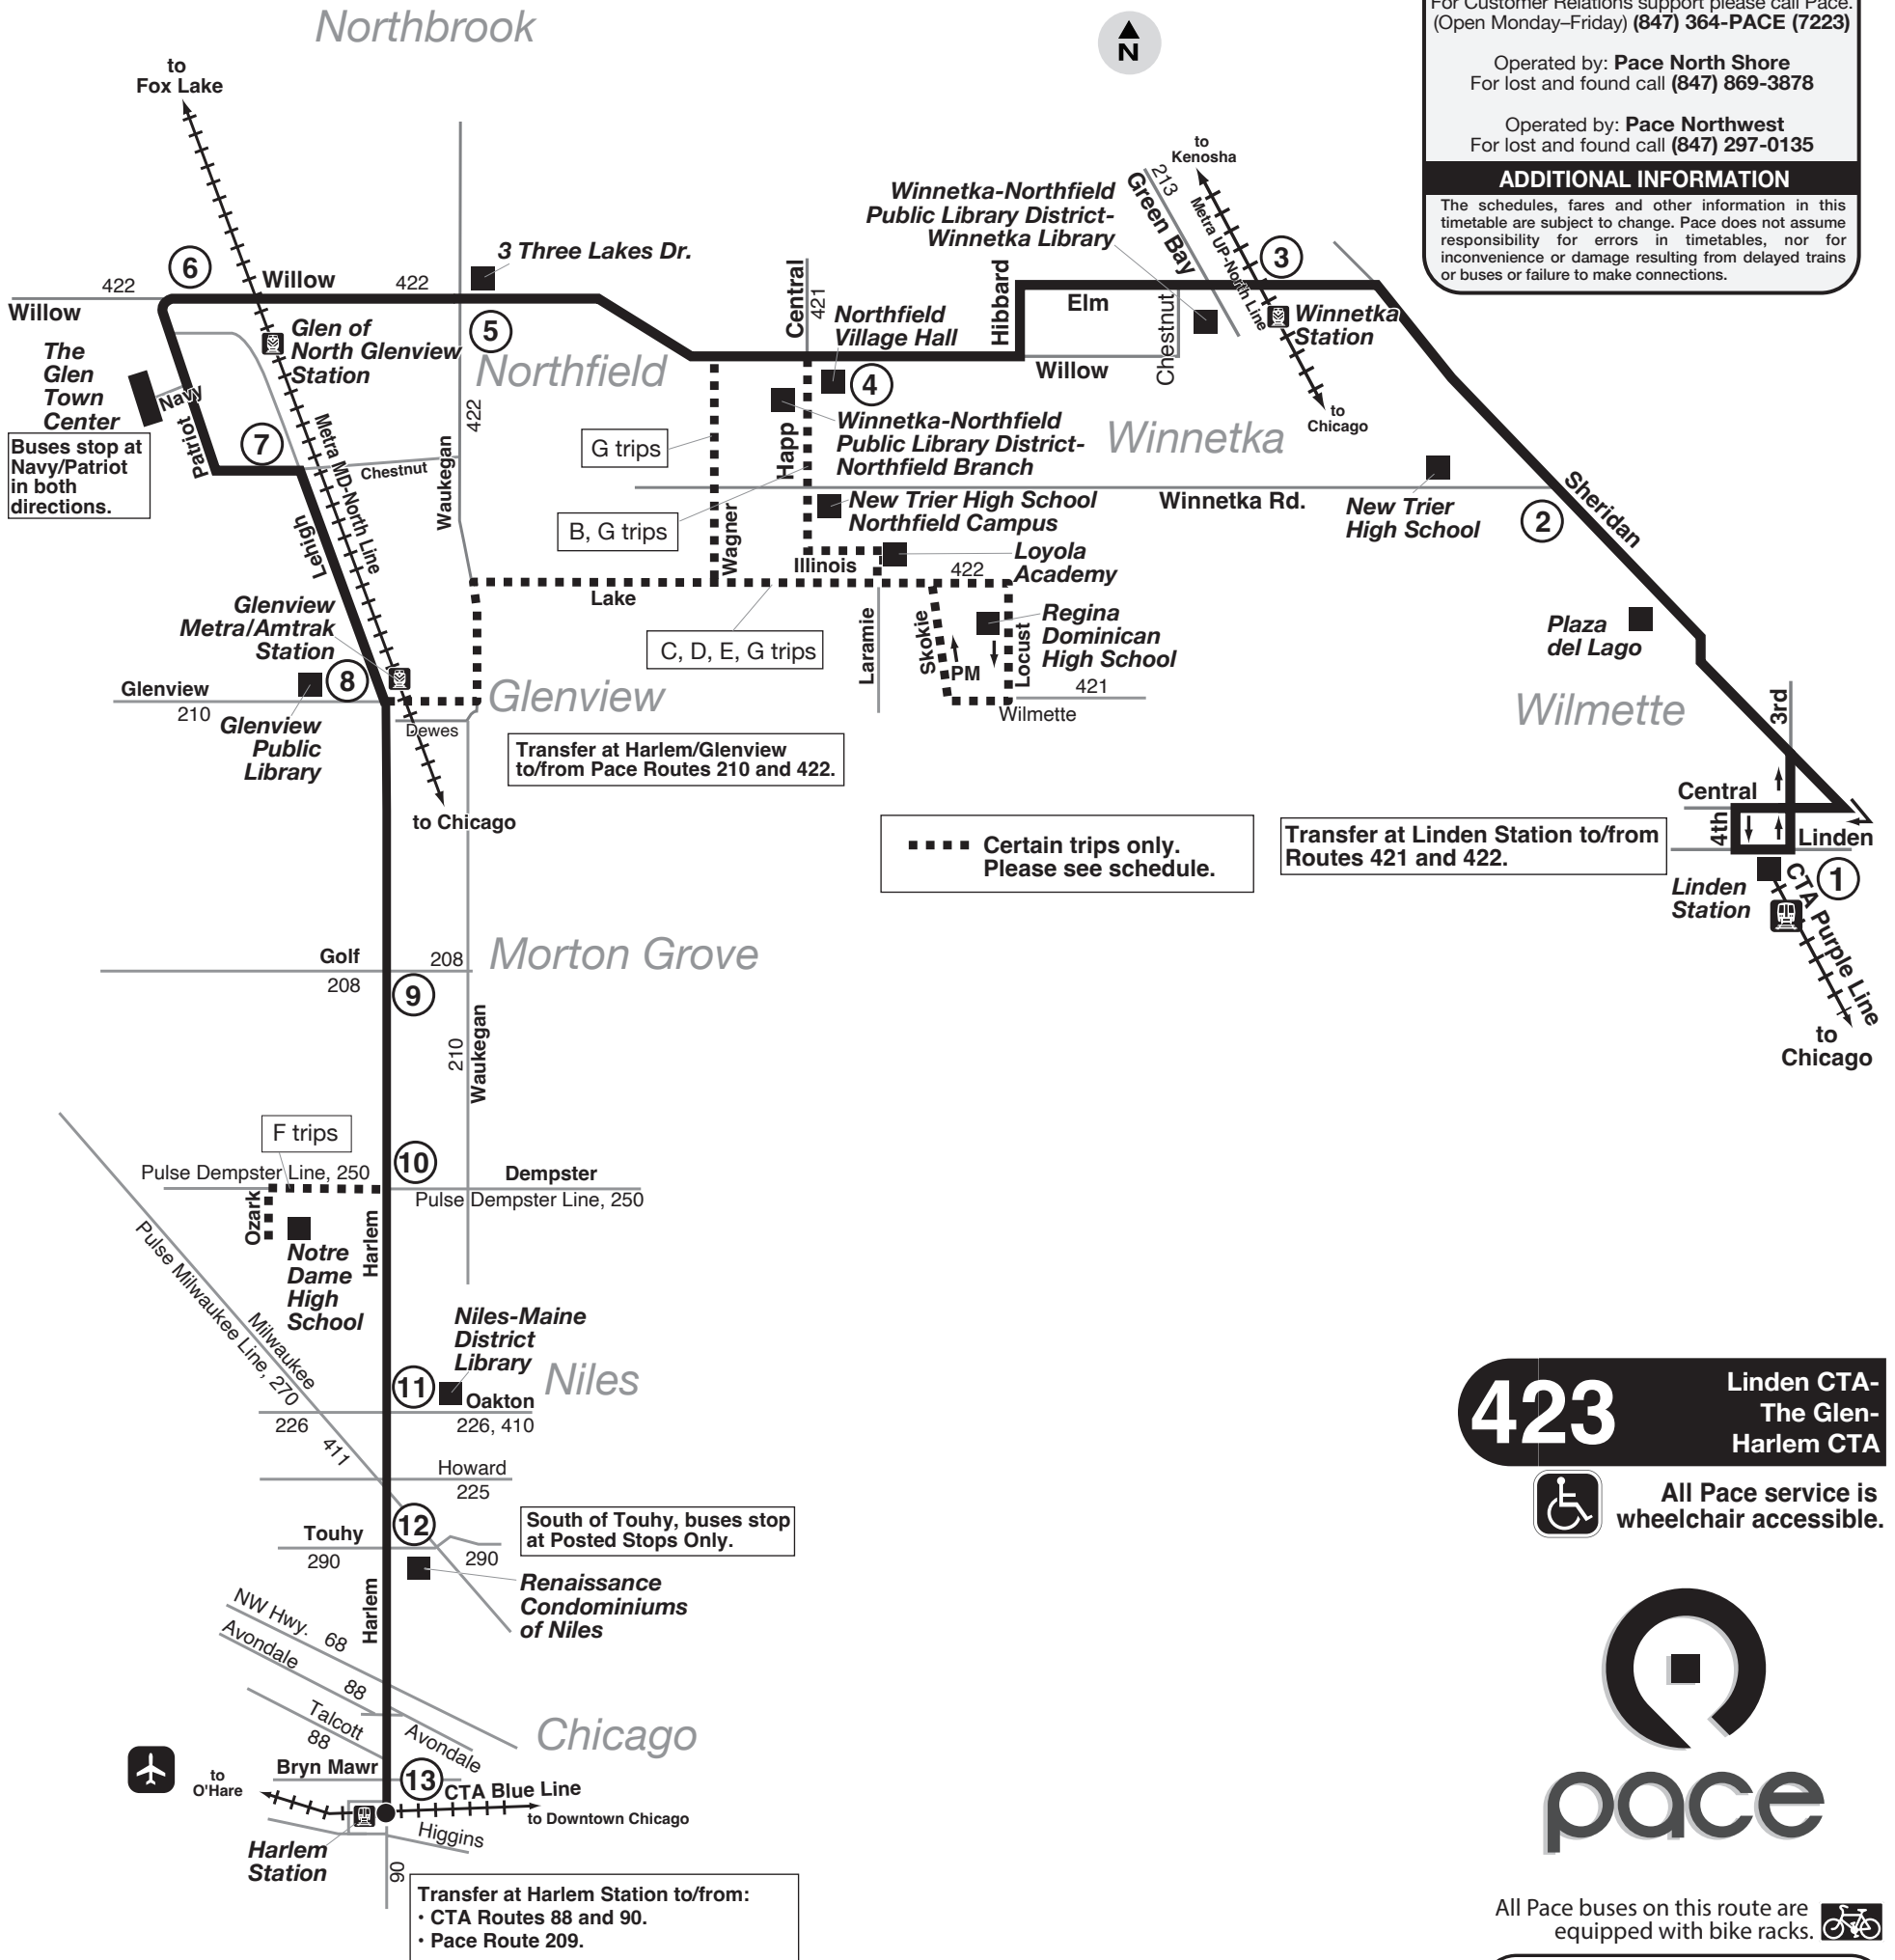 Northbrook
N
For Customer Relations support please call Pace.
(Open Monday–Friday) (847) 364-PACE (7223)
Operated by: Pace North Shore
For lost and found call (847) 869-3878
Operated by: Pace Northwest
For lost and found call (847) 297-0135
ADDITIONAL INFORMATION
The schedules, fares and other information in this
timetable are subject to change. Pace does not assume
responsibility for errors in timetables, nor for
inconvenience or damage resulting from delayed trains
or buses or failure to make connections.
to
Fox Lake
to
Kenosha
213
Green Bay
Metra UP-North Line
Winnetka-Northfield
Public Library District-
Winnetka Library
3
6
3 Three Lakes Dr.
422
Willow
Willow
422
Central
421
Hibbard
Elm
Chestnut
Winnetka
Station
5
Northfield
Village Hall
4
Glen of
North Glenview
Station
Northfield
Willow
to
Chicago
The
Glen
Town
Center
Navy
Patriot
Buses stop at
Navy/Patriot
in both
directions.
7
Metra MD-North Line
Chestnut
422
Waukegan
G trips
Happ
Winnetka-Northfield
Public Library District-
Northfield Branch
Winnetka
Winnetka Rd.
New Trier
High School
2
Sheridan
New Trier High School
Northfield Campus
B, G trips
Wagner
Illinois
Loyola
Academy
422
Lehigh
Lake
C, D, E, G trips
Laramie
Skokie
PM
Locust
Regina
Dominican
High School
421
Wilmette
Plaza
del Lago
Wilmette
Glenview
Metra/Amtrak
Station
8
Glenview
210
Glenview
Public
Library
Glenview
Dewes
to Chicago
Transfer at Harlem/Glenview
to/from Pace Routes 210 and 422.
Certain trips only.
Please see schedule.
Transfer at Linden Station to/from
Routes 421 and 422.
3rd
Central
4th
Linden
1
Linden
Station
CTA Purple Line
to
Chicago
Golf
208
208
9
Morton Grove
210
Waukegan
F trips
10
Pulse Dempster Line, 250
Dempster
Pulse Dempster Line, 250
Ozark
Notre
Dame
High
School
Harlem
Pulse Milwaukee Line, 270
Milwaukee
Niles-Maine
District
Library
Niles
11
Oakton
226
226, 410
411
Howard
225
12
Touhy
290
290
South of Touhy, buses stop
at Posted Stops Only.
Renaissance
Condominiums
of Niles
Harlem
NW Hwy.
68
Avondale
88
Talcott
88
Avondale
Chicago
Bryn Mawr
13
CTA Blue Line
to
O'Hare
to Downtown Chicago
Higgins
Harlem
Station
90
Transfer at Harlem Station to/from:
• CTA Routes 88 and 90.
• Pace Route 209.
423
Linden CTA-
The Glen-
Harlem CTA
All Pace service is
wheelchair accessible.
pace
All Pace buses on this route are
equipped with bike racks.